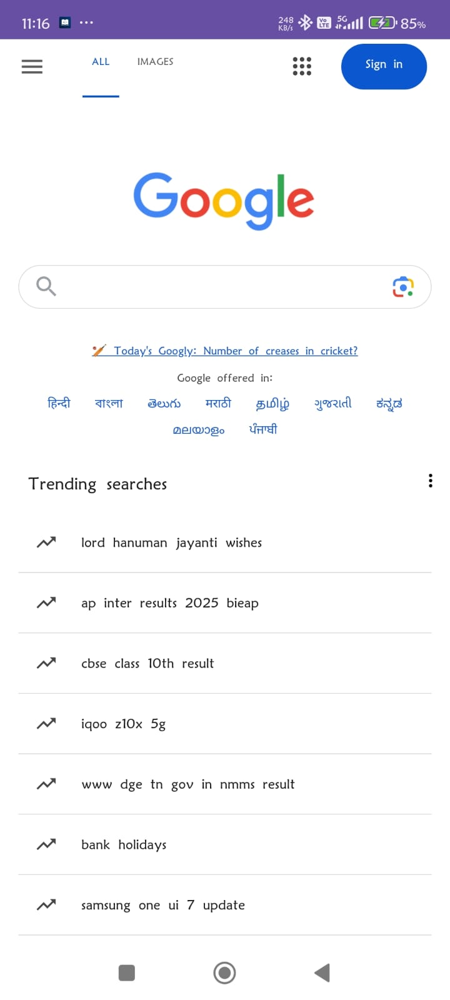 11:16 ... 248 KB/s Vo LTE 5G 85%
ALL IMAGES Sign in
Google
Today's Googly: Number of creases in cricket?
Google offered in:
हिन्दी বাংলা తెలుగు मराठी தமிழ் ગુજરાતી ಕನ್ನಡ
മലയാളം ਪੰਜਾਬੀ
Trending searches
lord hanuman jayanti wishes
ap inter results 2025 bieap
cbse class 10th result
iqoo z10x 5g
www dge tn gov in nmms result
bank holidays
samsung one ui 7 update